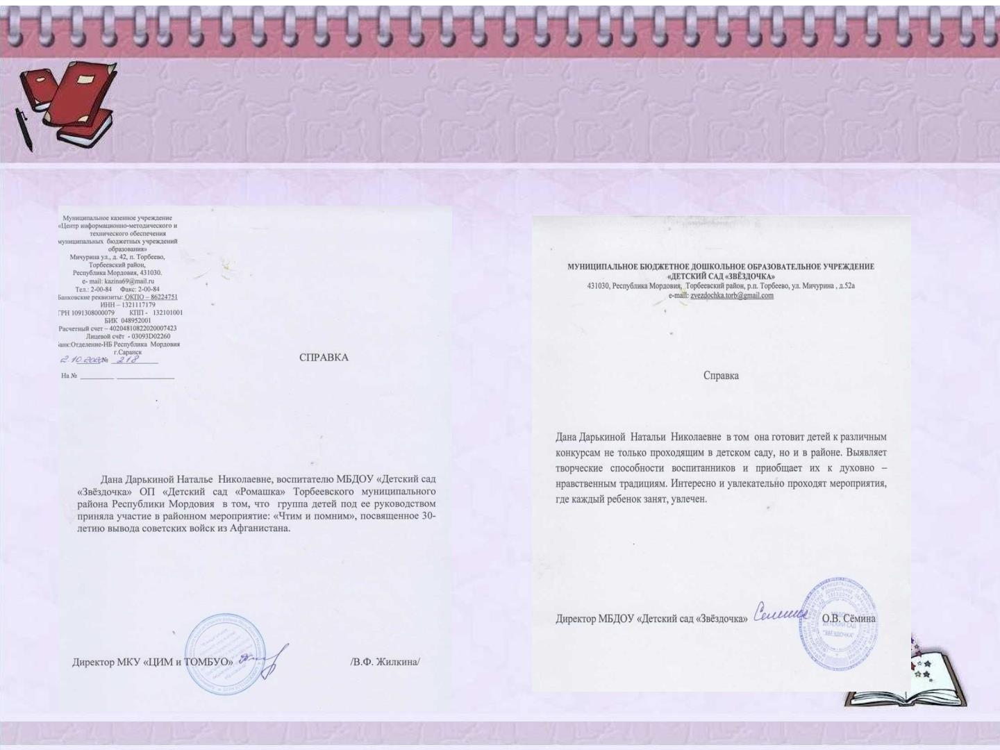 Муниципальное казенное учреждение
«Центр информационно-методического и
технического обеспечения
муниципальных бюджетных учреждений
образования»
Мичурина ул., д. 42, п. Торбеево,
Торбеевский район,
Республика Мордовия, 431030.
е- mail: kazina69@mail.ru
Тел.: 2-00-84 Факс: 2-00-84
Банковские реквизиты: ОКПО – 86224751
ИНН – 1321117179
ГРН 1091308000079 КПП - 132101001
БИК 048952001
Расчетный счет – 40204810822020007423
Лицевой счёт - 03093D02260
Банк:Отделение-НБ Республика Мордовия
г.Саранск
2.10.2020 № 218
На №
СПРАВКА
Дана Дарькиной Наталье Николаевне, воспитателю МБДОУ «Детский сад
«Звёздочка» ОП «Детский сад «Ромашка» Торбеевского муниципального
района Республики Мордовия в том, что группа детей под ее руководством
приняла участие в районном мероприятие: «Чтим и помним», посвященное 30-
летию вывода советских войск из Афганистана.
Директор МКУ «ЦИМ и ТОМБУО» /В.Ф. Жилкина/
МУНИЦИПАЛЬНОЕ БЮДЖЕТНОЕ ДОШКОЛЬНОЕ ОБРАЗОВАТЕЛЬНОЕ УЧРЕЖДЕНИЕ
«ДЕТСКИЙ САД «ЗВЁЗДОЧКА»
431030, Республика Мордовия, Торбеевский район, р.п. Торбеево, ул. Мичурина , д.52а
e-mail: zvezdochka.torb@gmail.com
Справка
Дана Дарькиной Натальи Николаевне в том она готовит детей к различным
конкурсам не только проходящим в детском саду, но и в районе. Выявляет
творческие способности воспитанников и приобщает их к духовно –
нравственным традициям. Интересно и увлекательно проходят мероприятия,
где каждый ребенок занят, увлечен.
Директор МБДОУ «Детский сад «Звёздочка» О.В. Сёмина
МБДОУ
ДЕТСКИЙ САД
"ЗВЁЗДОЧКА"